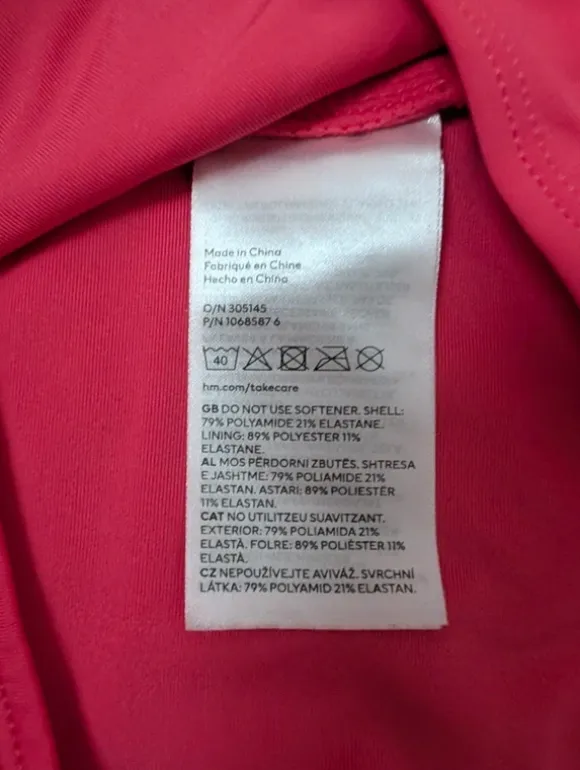 Made in China
Fabriqué en Chine
Hecho en China
O/N 305145
P/N 1068587 6
40
hm.com/takecare
GB DO NOT USE SOFTENER. SHELL:
79% POLYAMIDE 21% ELASTANE.
LINING: 89% POLYESTER 11%
ELASTANE.
AL MOS PËRDORNI ZBUTËS. SHTRESA
E JASHTME: 79% POLIAMIDE 21%
ELASTAN. ASTARI: 89% POLIESTËR
11% ELASTAN.
CAT NO UTILITZEU SUAVITZANT.
EXTERIOR: 79% POLIAMIDA 21%
ELASTÀ. FOLRE: 89% POLIÈSTER 11%
ELASTÀ.
CZ NEPOUŽÍVEJTE AVIVÁŽ. SVRCHNÍ
LÁTKA: 79% POLYAMID 21% ELASTAN.